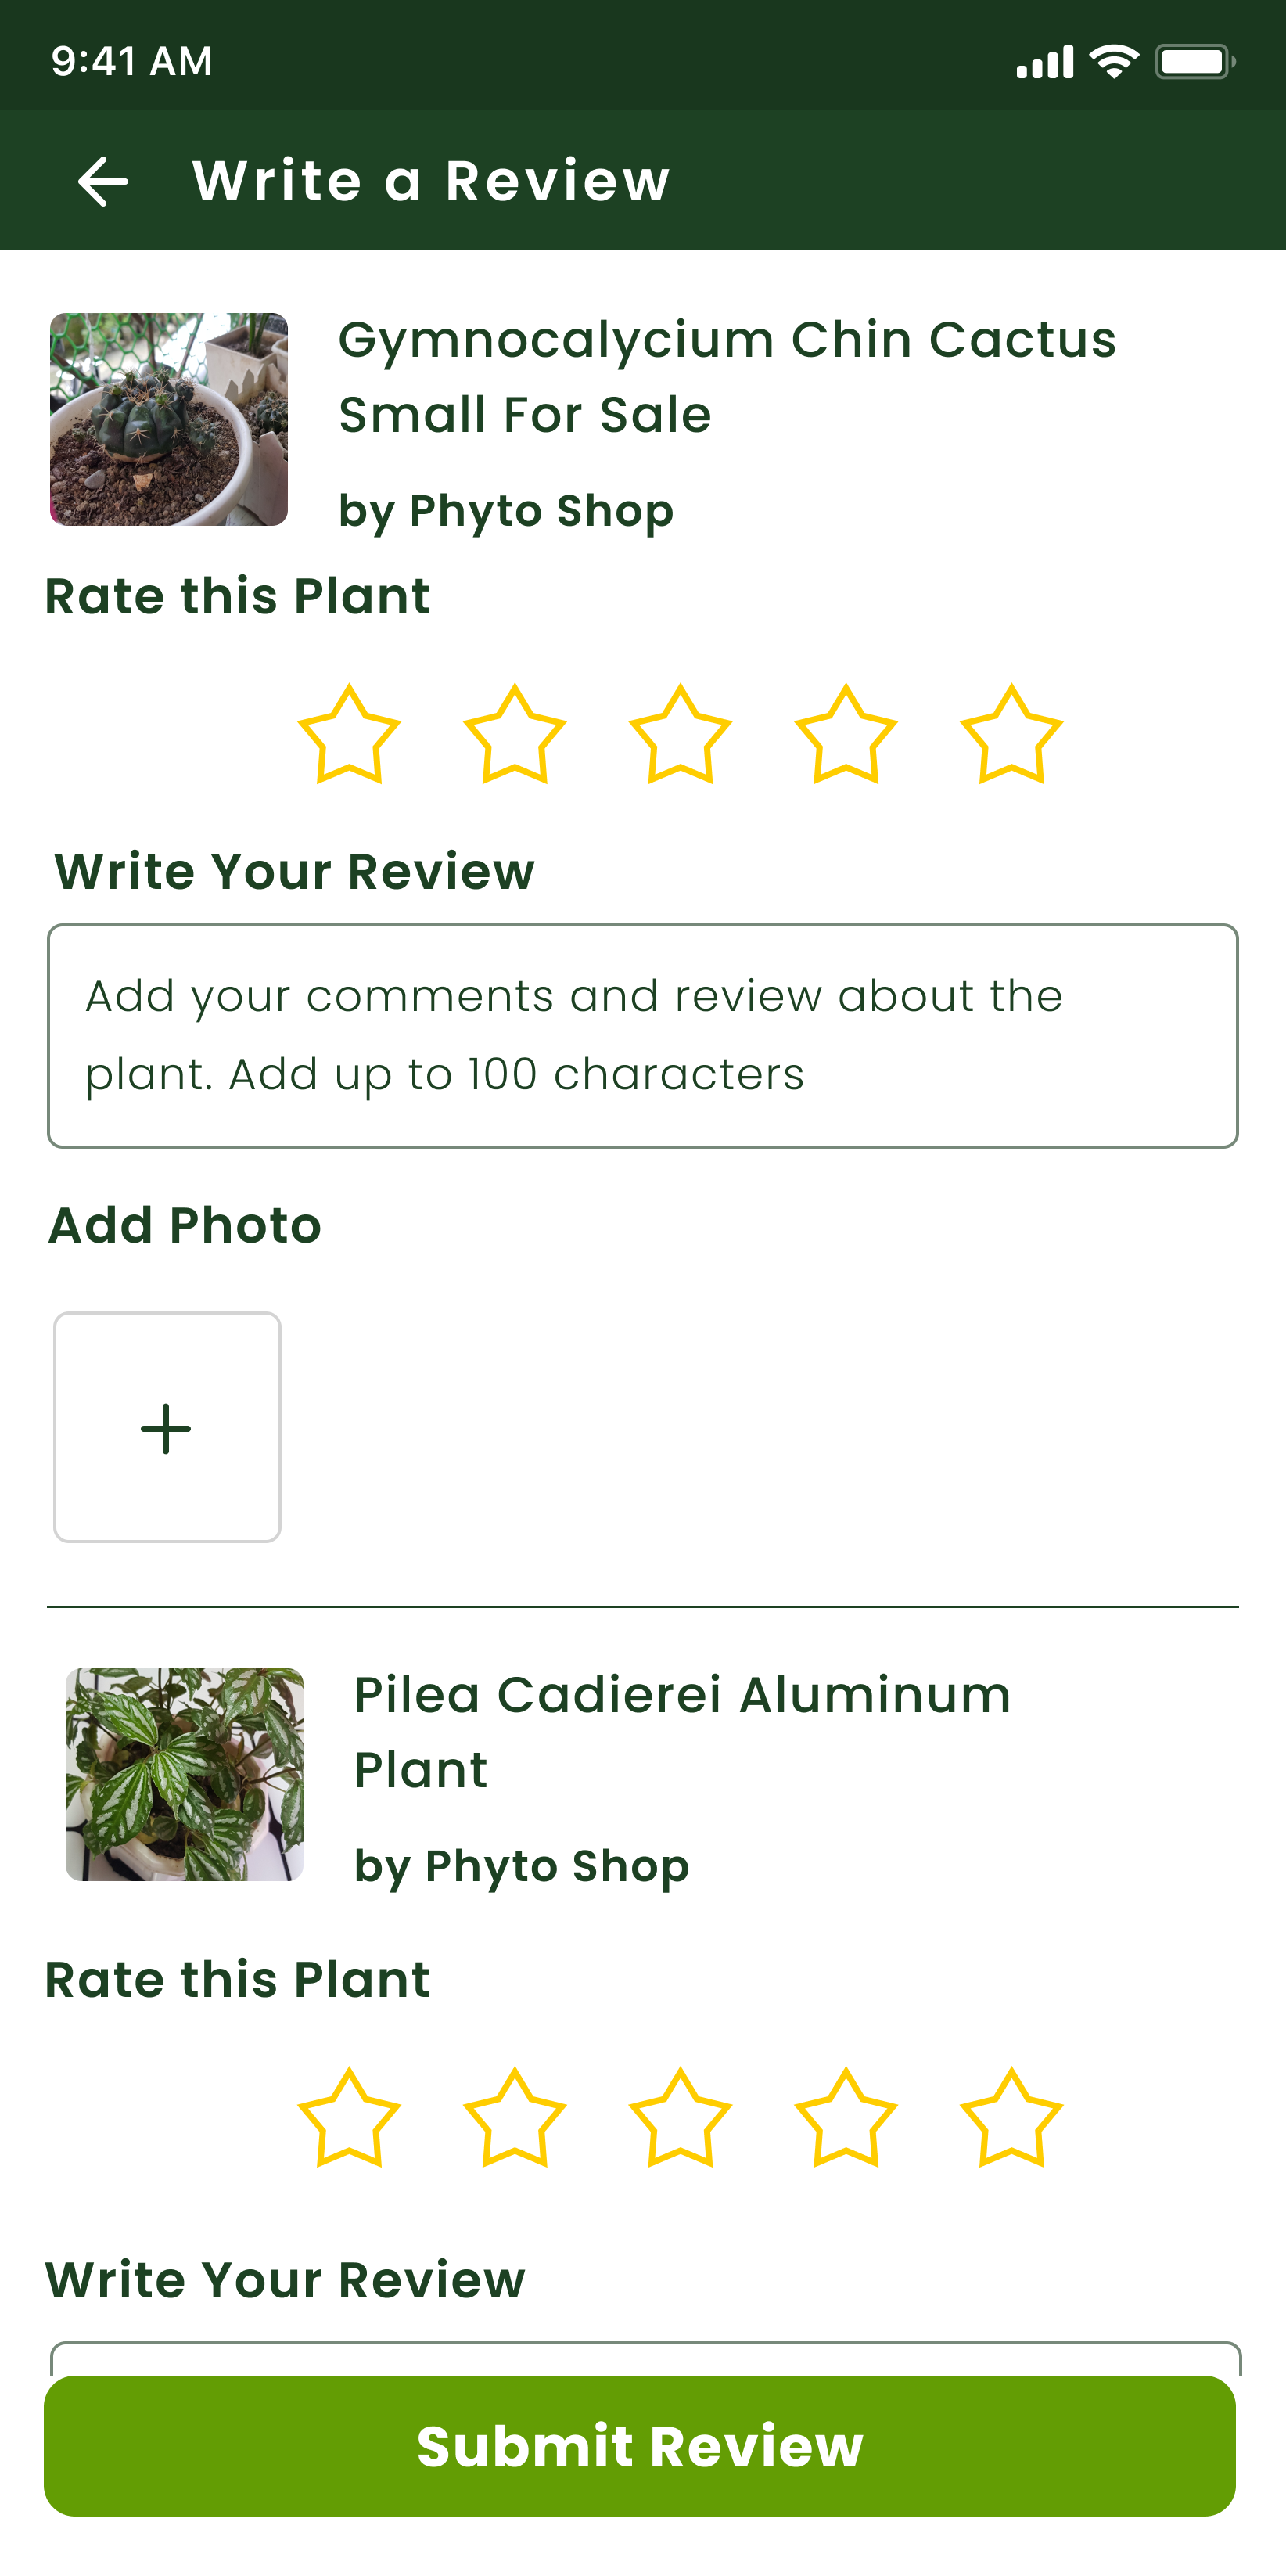 9:41 AM
Write a Review
Gymnocalycium Chin Cactus
Small For Sale
by Phyto Shop
Rate this Plant
Write Your Review
Add your comments and review about the
plant. Add up to 100 characters
Add Photo
Pilea Cadierei Aluminum
Plant
by Phyto Shop
Rate this Plant
Write Your Review
Submit Review